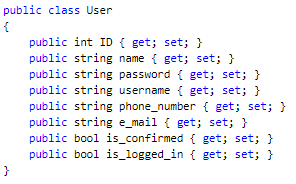 public class User
{
    public int ID { get; set; }
    public string name { get; set; }
    public string password { get; set; }
    public string username { get; set; }
    public string phone_number { get; set; }
    public string e_mail { get; set; }
    public bool is_confirmed { get; set; }
    public bool is_logged_in { get; set; }
}